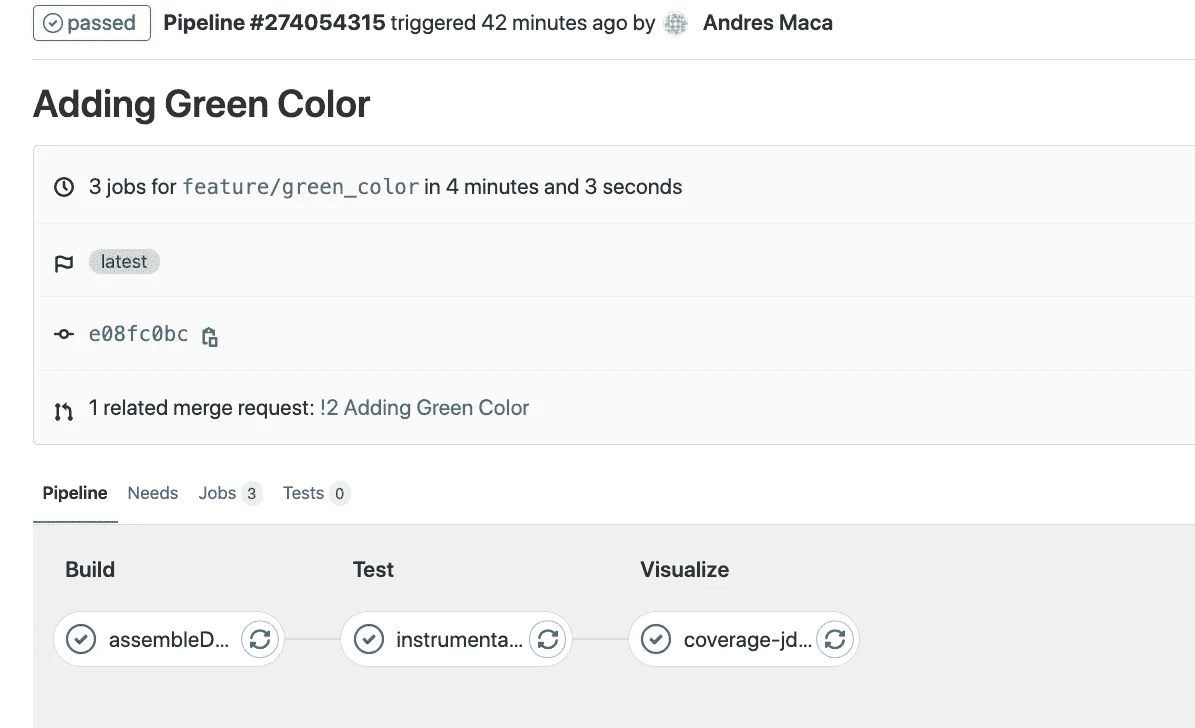 passed Pipeline #274054315 triggered 42 minutes ago by Andres Maca
Adding Green Color
3 jobs for feature/green_color in 4 minutes and 3 seconds
latest
e08fc0bc
1 related merge request: !2 Adding Green Color
Pipeline Needs Jobs 3 Tests 0
Build Test Visualize
assembleD... instrumenta... coverage-jd...